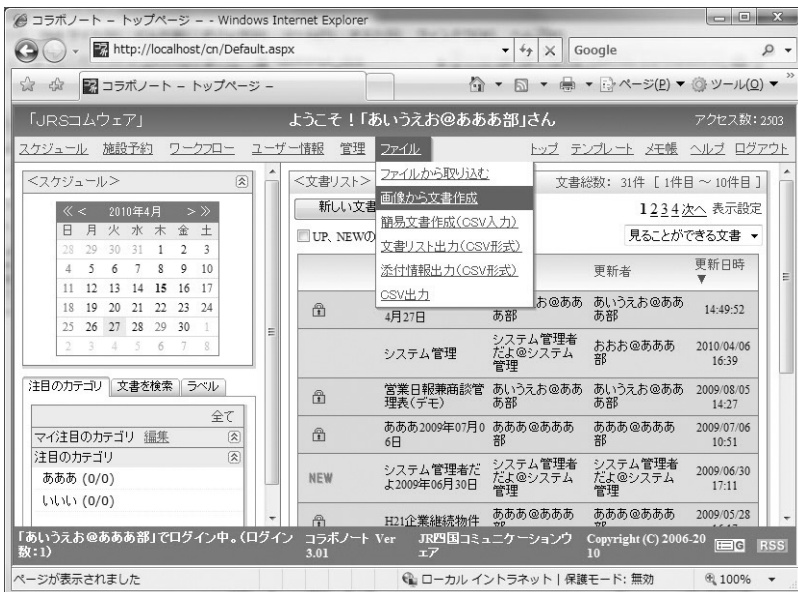 コラボノート – トップページ – - Windows Internet Explorer
http://localhost/cn/Default.aspx
Google
コラボノート – トップページ –
ページ(P)
ツール(O)
「JRSコムウェア」
ようこそ！「あいうえお@あああ部」さん
アクセス数：2503
スケジュール 施設予約 ワークフロー ユーザー情報 管理 ファイル
トップ テンプレート メモ帳 ヘルプ ログアウト
ファイルから取り込む
画像から文書作成
簡易文書作成(CSV入力)
文書リスト出力(CSV形式)
添付情報出力(CSV形式)
CSV出力
<スケジュール>
≪ < 2010年4月 > ≫
日 月 火 水 木 金 土
28 29 30 31 1 2 3
4 5 6 7 8 9 10
11 12 13 14 15 16 17
18 19 20 21 22 23 24
25 26 27 28 29 30 1
2 3 4 5 6 7 8
注目のカテゴリ 文書を検索 ラベル
全て
マイ注目のカテゴリ 編集
注目のカテゴリ
あああ (0/0)
いいい (0/0)
<文書リスト>
文書総数： 31件 [ 1件目 ～ 10件目 ]
新しい文書
1 2 3 4 次へ 表示設定
UP、NEWの
見ることができる文書
更新者 更新日時 ▼
4月27日 お@あああ部 あいうえお@あああ部 14:49:52
システム管理 システム管理者だよ@システム管理 おおお@あああ部 2010/04/06 16:39
営業日報兼商談管理表(デモ) あいうえお@あああ部 あいうえお@あああ部 2009/08/05 14:27
あああ2009年07月06日 あああ@あああ部 あああ@あああ部 2009/07/06 10:51
NEW システム管理者だよ2009年06月30日 システム管理者だよ@システム管理 システム管理者だよ@システム管理 2009/06/30 17:11
H21企業継続物件 あああ@あああ あああ@あああ 2009/05/28
「あいうえお@あああ部」でログイン中。(ログイン数：1)
コラボノート Ver 3.01
JR四国コミュニケーションウェア
Copyright (C) 2006-2010
G
RSS
ページが表示されました
ローカル イントラネット | 保護モード: 無効
100%